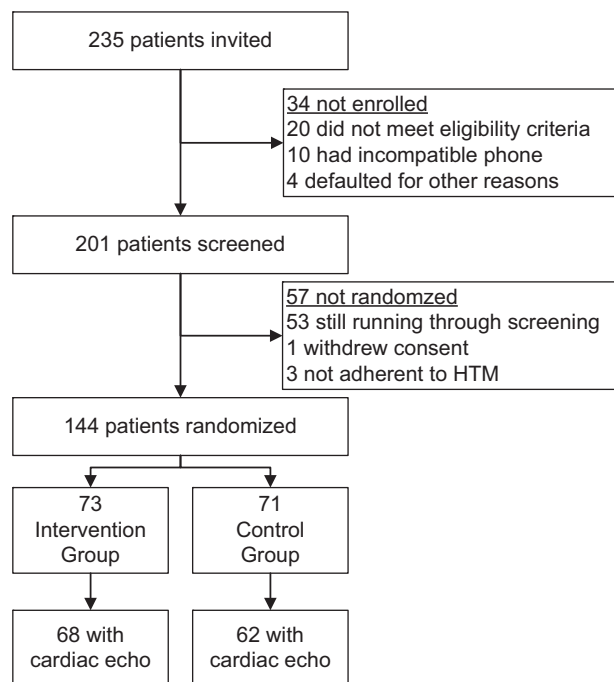 235 patients invited
34 not enrolled
20 did not meet eligibility criteria
10 had incompatible phone
4 defaulted for other reasons
201 patients screened
57 not randomzed
53 still running through screening
1 withdrew consent
3 not adherent to HTM
144 patients randomized
73
Intervention
Group
71
Control
Group
68 with
cardiac echo
62 with
cardiac echo